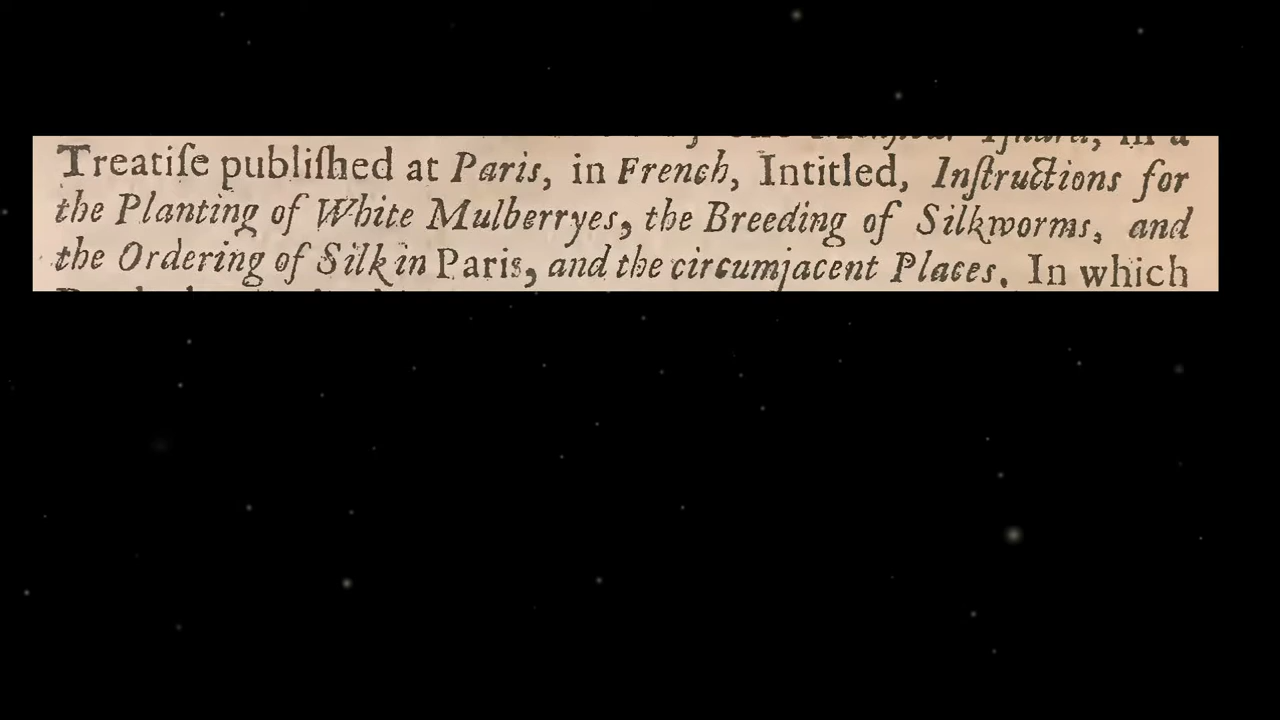 Treatiſe publiſhed at Paris, in French, Intitled, Inſtructions for
the Planting of White Mulberryes, the Breeding of Silkworms, and
the Ordering of Silk in Paris, and the circumjacent Places. In which